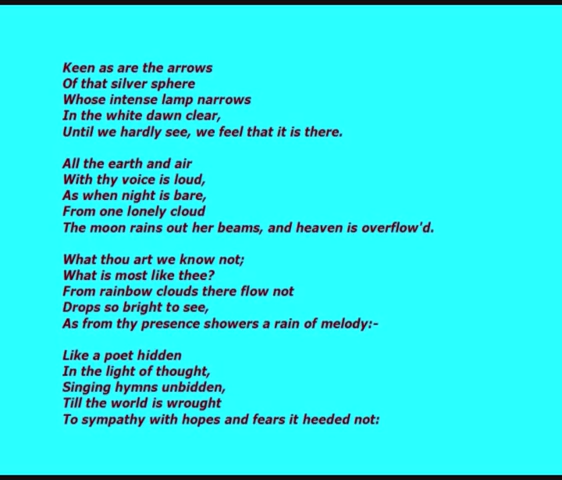 Keen as are the arrows
Of that silver sphere
Whose intense lamp narrows
In the white dawn clear,
Until we hardly see, we feel that it is there.
All the earth and air
With thy voice is loud,
As when night is bare,
From one lonely cloud
The moon rains out her beams, and heaven is overflow'd.
What thou art we know not;
What is most like thee?
From rainbow clouds there flow not
Drops so bright to see,
As from thy presence showers a rain of melody:-
Like a poet hidden
In the light of thought,
Singing hymns unbidden,
Till the world is wrought
To sympathy with hopes and fears it heeded not: